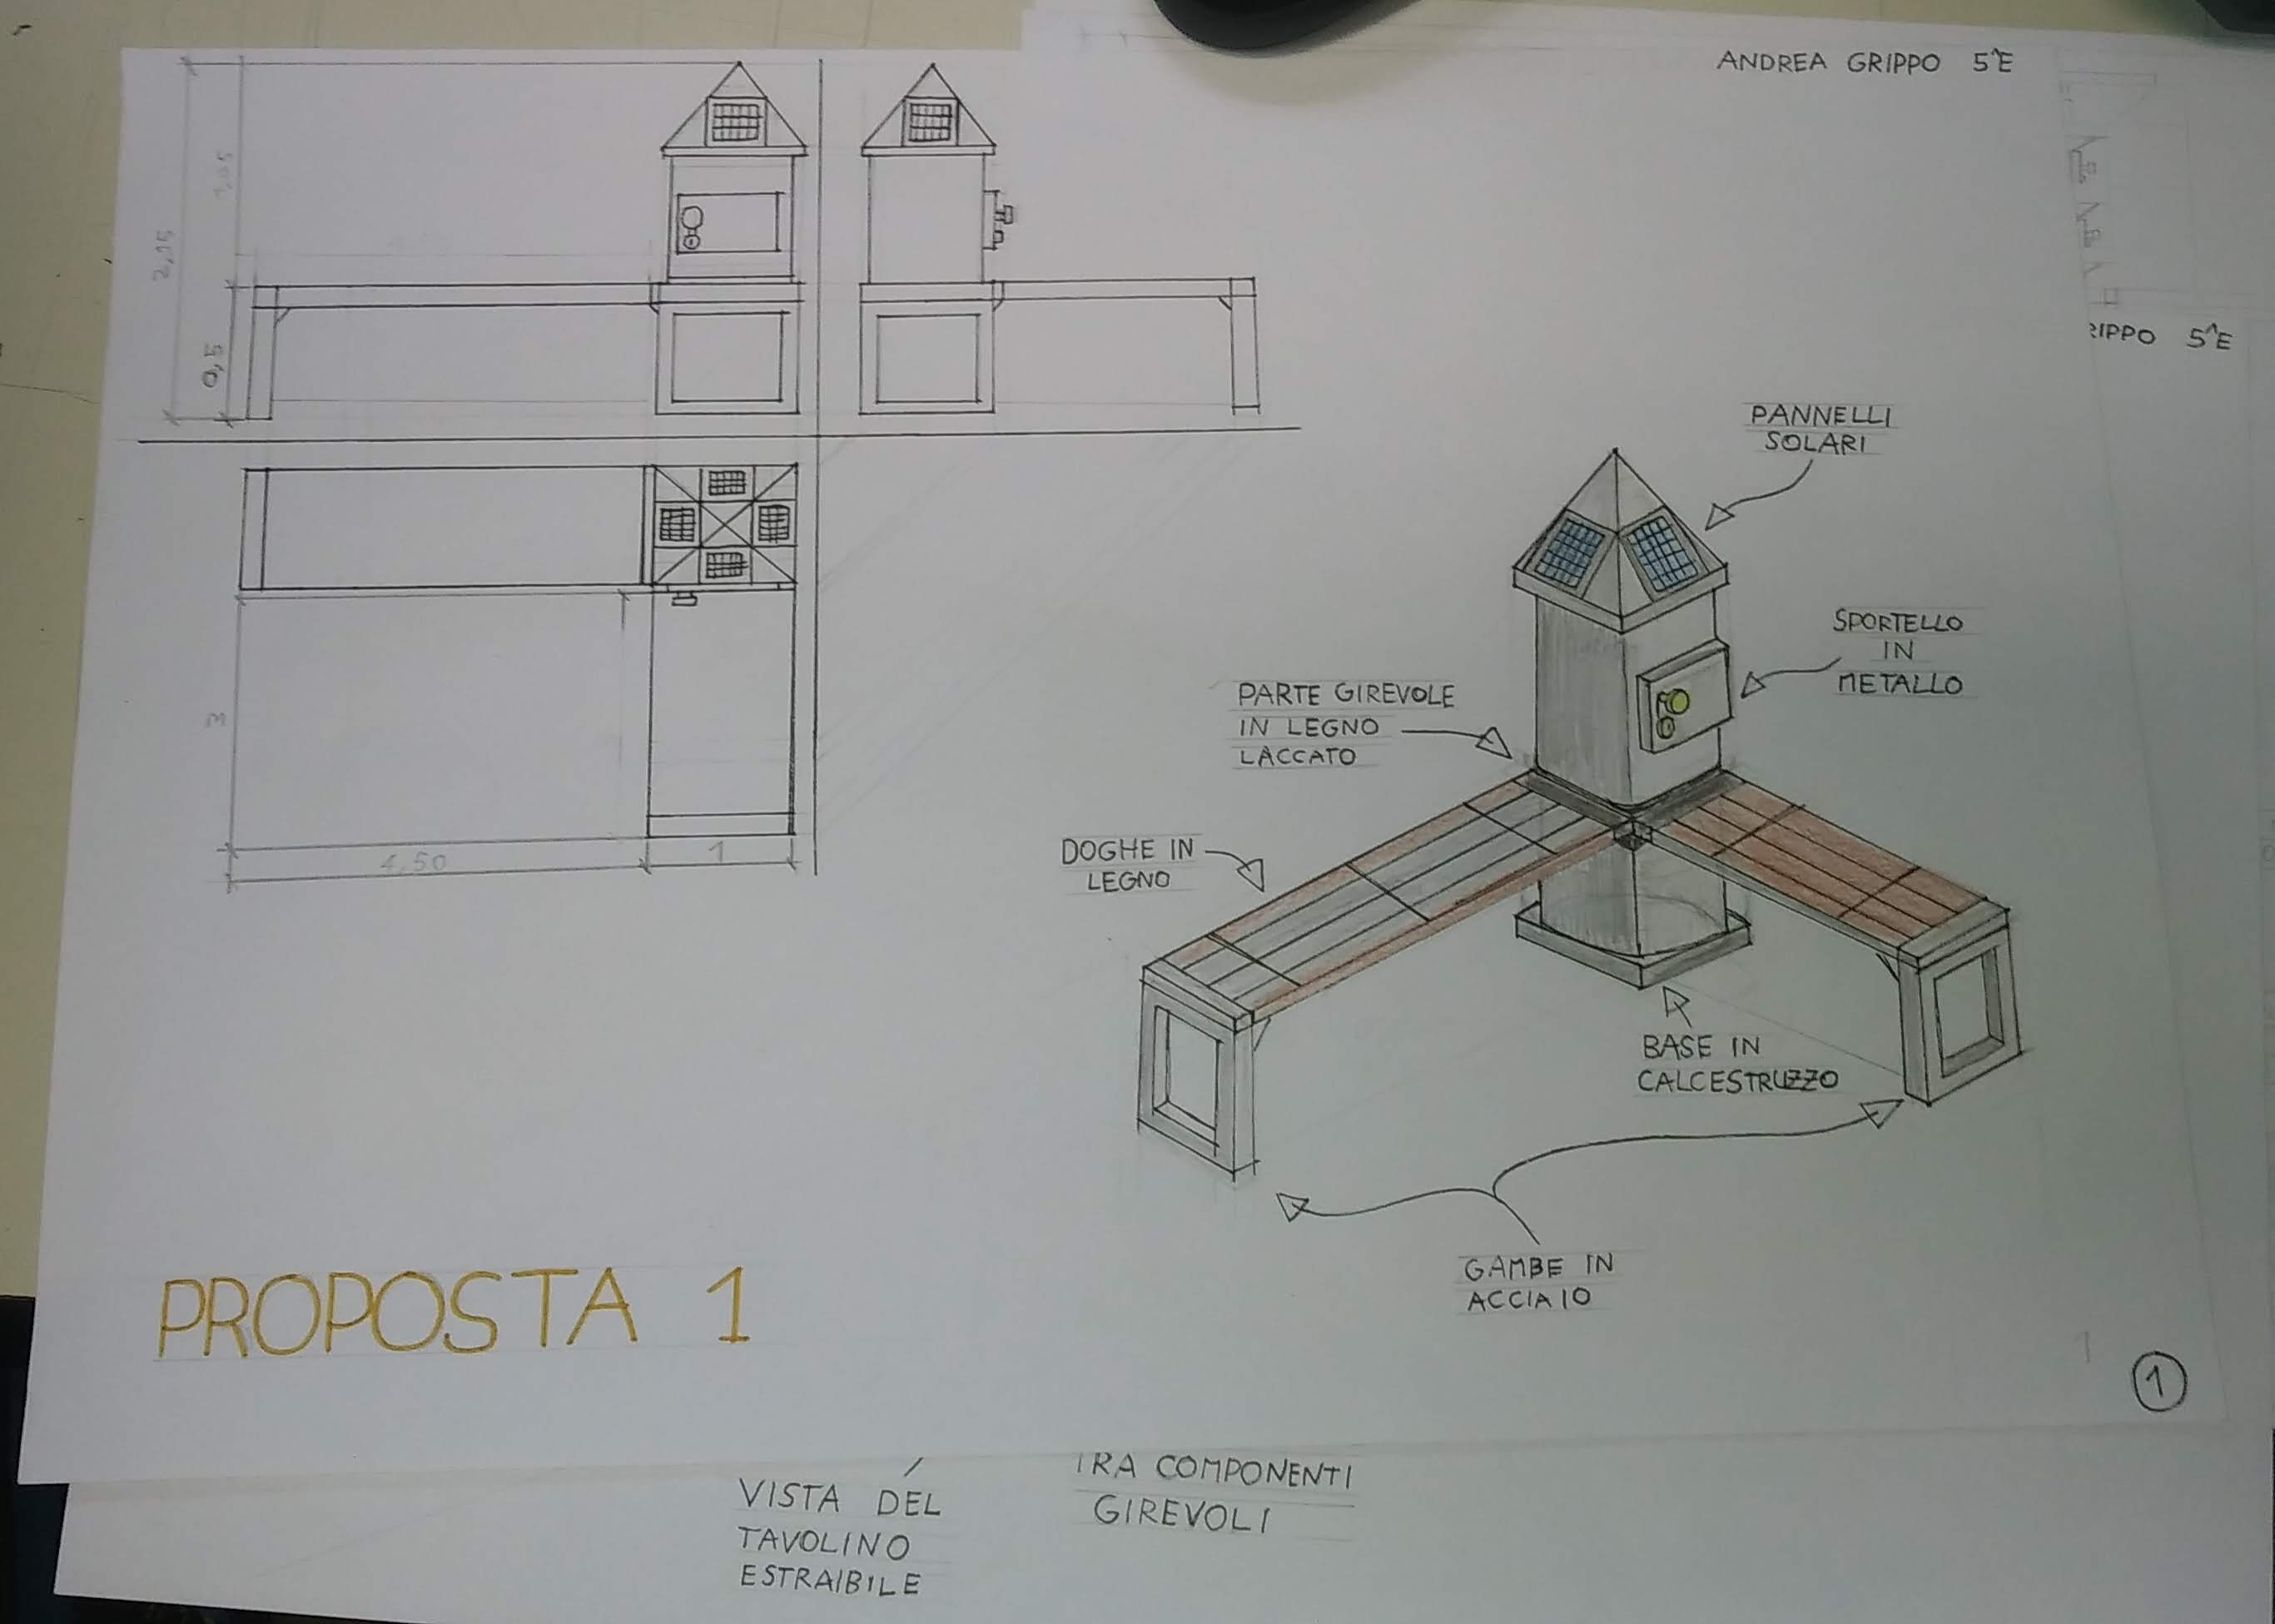 ANDREA GRIPPO 5^E
RIPPO 5^E
2,15
0,5
3
4,50
1
PANNELLI
SOLARI
SPORTELLO
IN
METALLO
PARTE GIREVOLE
IN LEGNO
LACCATO
DOGHE IN
LEGNO
BASE IN
CALCESTRUZZO
GAMBE IN
ACCIAIO
PROPOSTA 1
1
1
VISTA DEL
TAVOLINO
ESTRAIBILE
TRA COMPONENTI
GIREVOLI